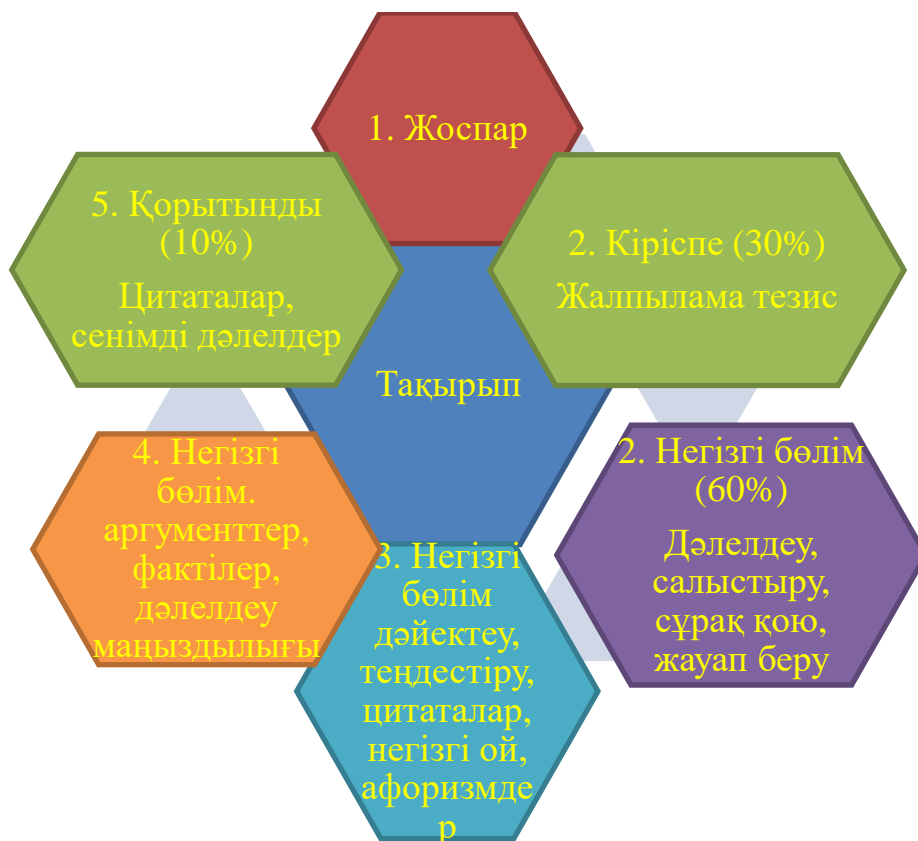 1. Жоспар
2. Кіріспе (30%)
Жалпылама тезис
2. Негізгі бөлім
(60%)
Дәлелдеу,
салыстыру,
сұрақ қою,
жауап беру
3. Негізгі
бөлім
дәйектеу,
теңдестіру,
цитаталар,
негізгі ой,
афоризмде
р
4. Негізгі
бөлім.
аргументтер,
фактілер,
дәлелдеу
маңыздылығы
5. Қорытынды
(10%)
Цитаталар,
сенімді дәлелдер
Тақырып